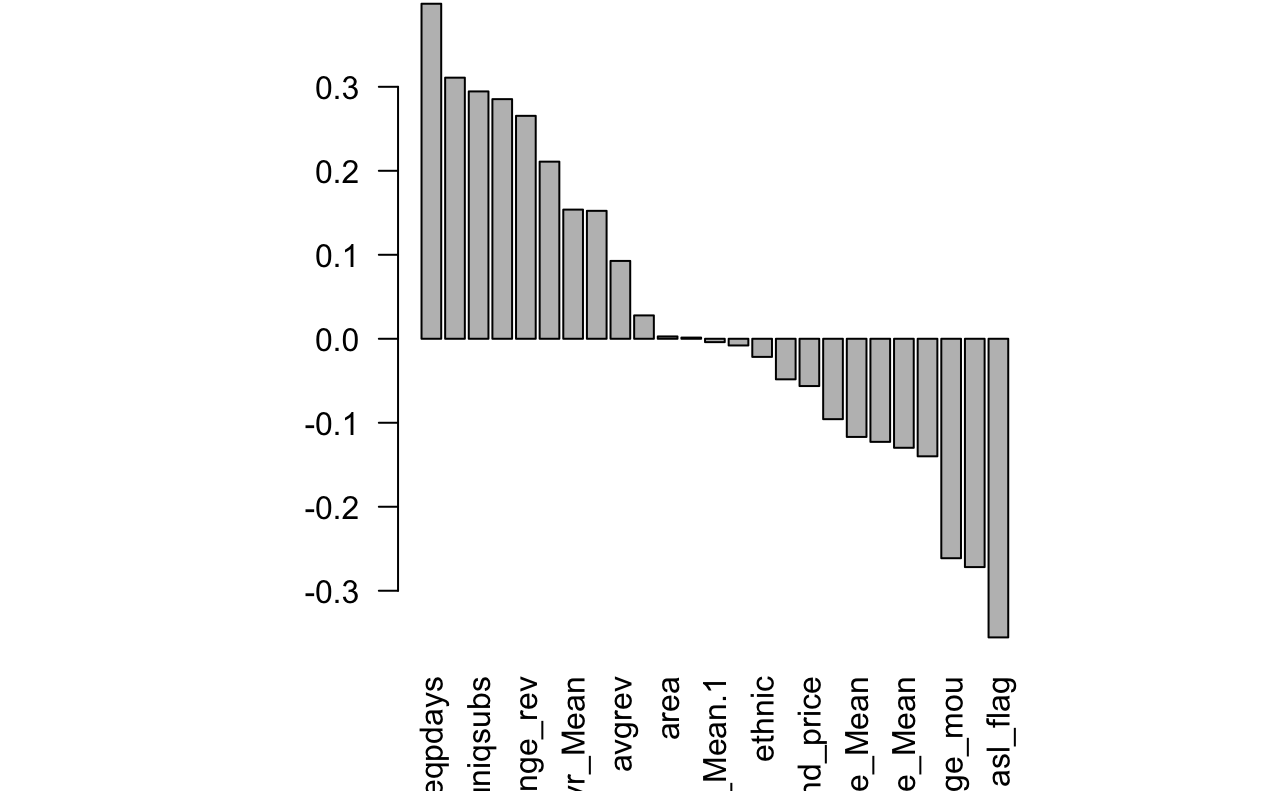 0.3
0.2
0.1
0.0
-0.1
-0.2
-0.3
eqpdays
uniqsubs
nge_rev
vr_Mean
avgrev
area
_Mean.1
ethnic
nd_price
e_Mean
e_Mean
ge_mou
asl_flag